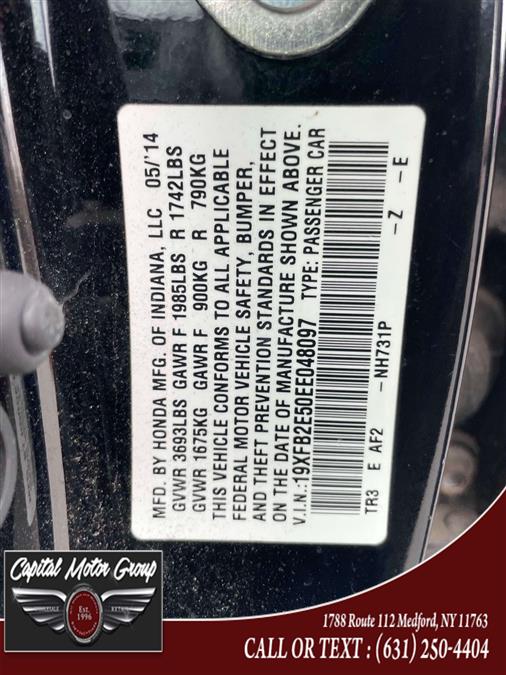 MFD. BY HONDA MFG. OF INDIANA, LLC 05/'14
GVWR 3693LBS GAWR F 1985LBS R 1742LBS
GVWR 1675KG GAWR F 900KG R 790KG
THIS VEHICLE CONFORMS TO ALL APPLICABLE
FEDERAL MOTOR VEHICLE SAFETY, BUMPER,
AND THEFT PREVENTION STANDARDS IN EFFECT
ON THE DATE OF MANUFACTURE SHOWN ABOVE.
V.I.N.:19XFB2E50EE048097 TYPE: PASSENGER CAR
TR3 E AF2 -NH731P -Z -E
Capital Motor Group
WHOLESALE RETAIL
Est.
1996
1788 Route 112 Medford, NY 11763
CALL OR TEXT : (631) 250-4404